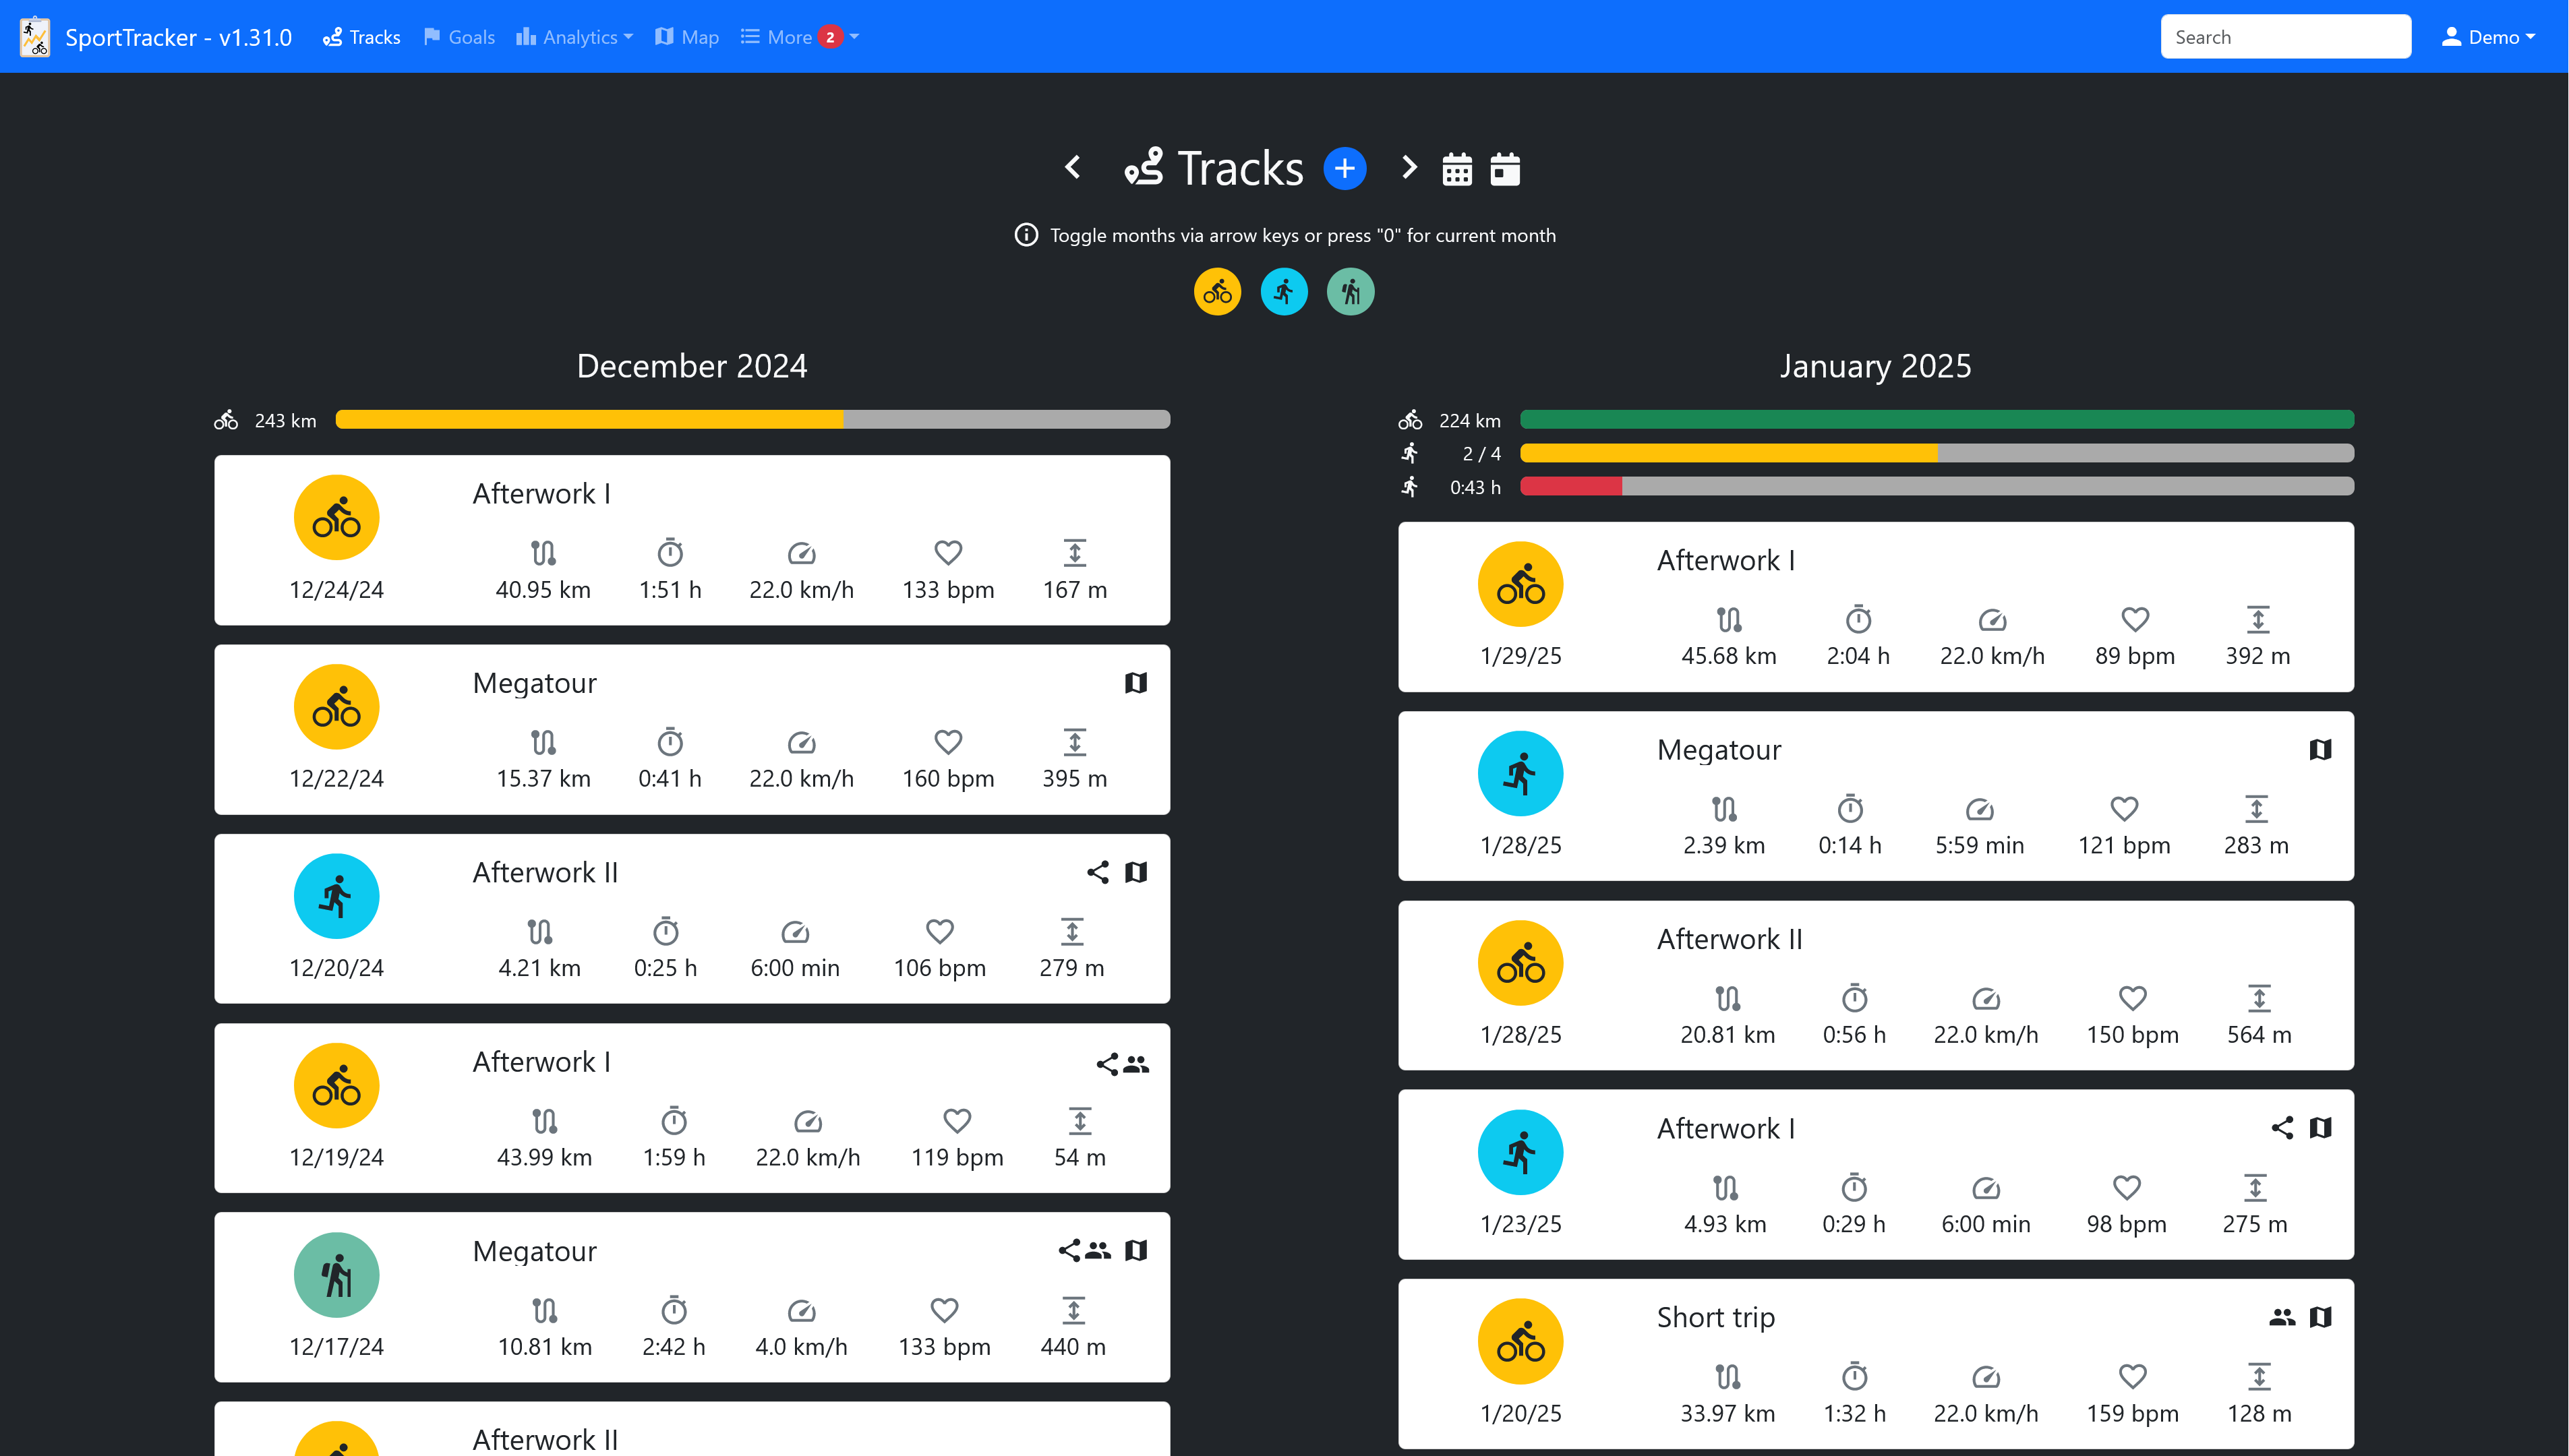 SportTracker - v1.31.0 Tracks Goals Analytics Map More 2 Search Demo
Tracks
Toggle months via arrow keys or press "0" for current month
December 2024
243 km
Afterwork I
12/24/24 40.95 km 1:51 h 22.0 km/h 133 bpm 167 m
Megatour
12/22/24 15.37 km 0:41 h 22.0 km/h 160 bpm 395 m
Afterwork II
12/20/24 4.21 km 0:25 h 6:00 min 106 bpm 279 m
Afterwork I
12/19/24 43.99 km 1:59 h 22.0 km/h 119 bpm 54 m
Megatour
12/17/24 10.81 km 2:42 h 4.0 km/h 133 bpm 440 m
Afterwork II
January 2025
224 km
2 / 4
0:43 h
Afterwork I
1/29/25 45.68 km 2:04 h 22.0 km/h 89 bpm 392 m
Megatour
1/28/25 2.39 km 0:14 h 5:59 min 121 bpm 283 m
Afterwork II
1/28/25 20.81 km 0:56 h 22.0 km/h 150 bpm 564 m
Afterwork I
1/23/25 4.93 km 0:29 h 6:00 min 98 bpm 275 m
Short trip
1/20/25 33.97 km 1:32 h 22.0 km/h 159 bpm 128 m